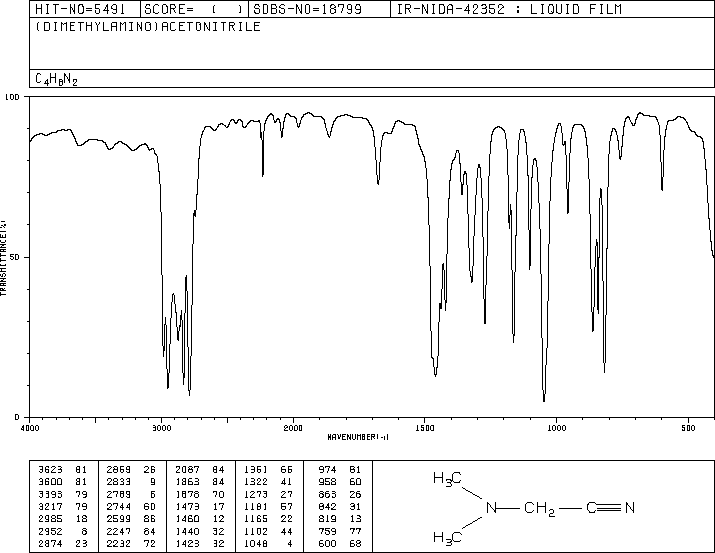 HIT-NO=5491 SCORE= ( ) SDBS-NO=18799 IR-NIDA-42352 : LIQUID FILM
(DIMETHYLAMINO)ACETONITRILE
C4H8N2
100
50
0
TRANSMITTANCE(%)
4000 3000 2000 1500 1000 500
WAVENUMBER(-1)
3623 81 2869 26 2087 84 1361 66 974 81
3600 81 2833 9 1863 84 1322 41 958 60
3393 79 2789 6 1678 70 1273 27 863 26
3217 79 2744 60 1473 17 1181 57 842 31
2985 18 2599 86 1460 12 1165 22 819 13
2952 8 2247 84 1440 32 1102 44 759 77
2874 23 2232 72 1423 32 1048 4 600 68
H3C
N CH2 C N
H3C